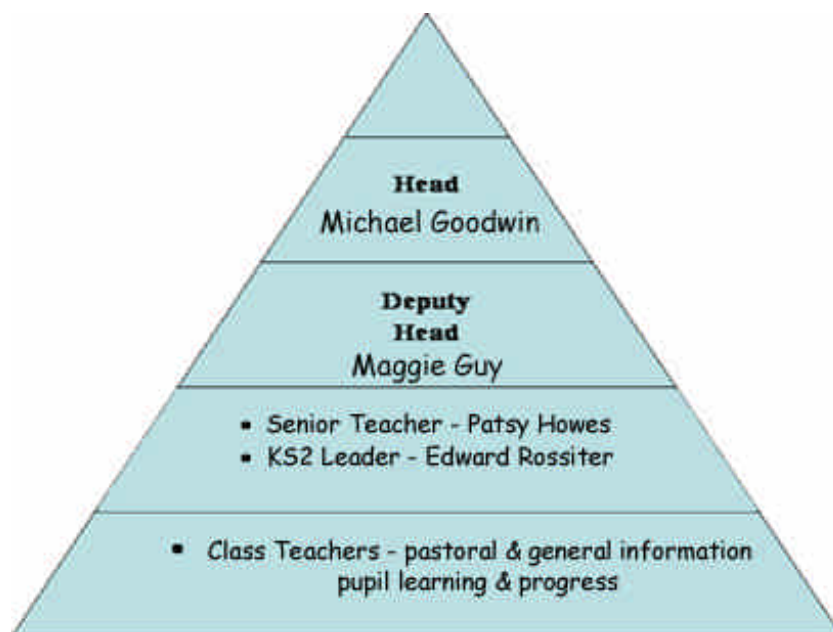 Head
Michael Goodwin
Deputy
Head
Maggie Guy
▪ Senior Teacher - Patsy Howes
▪ KS2 Leader - Edward Rossiter
▪ Class Teachers - pastoral & general information
pupil learning & progress